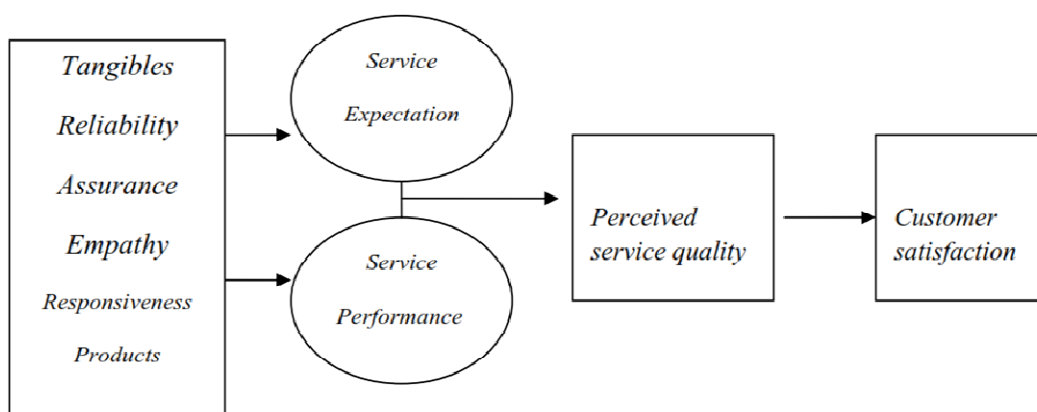 Tangibles
Reliability
Assurance
Empathy
Responsiveness
Products
Service
Expectation
Service
Performance
Perceived
service quality
Customer
satisfaction